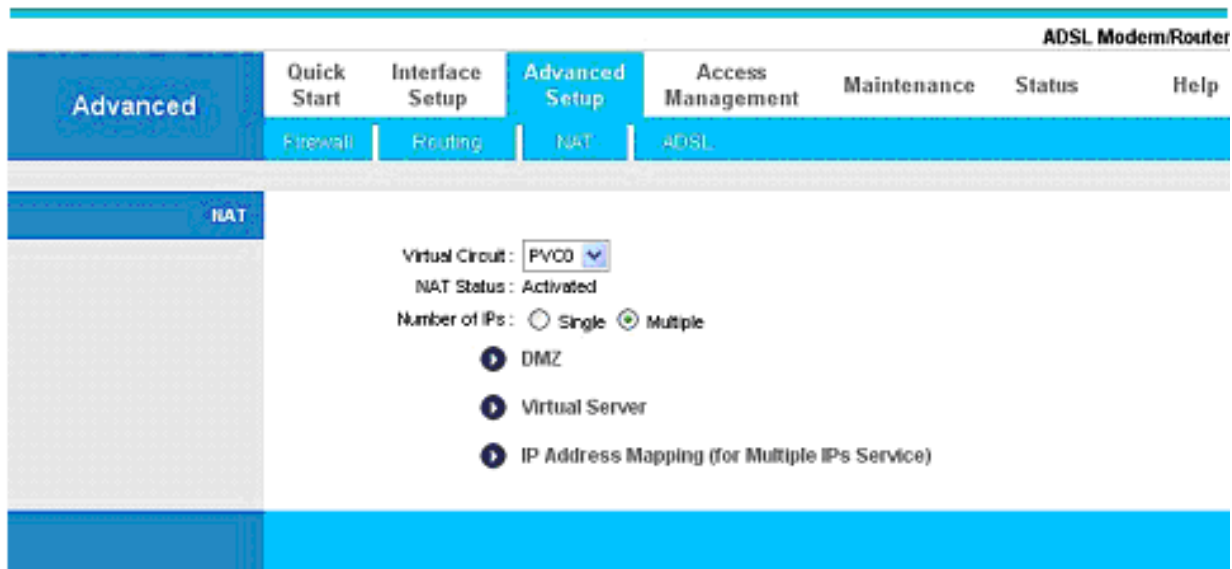 ADSL Modem/Router
Advanced
Quick Start
Interface Setup
Advanced Setup
Access Management
Maintenance
Status
Help
Firewall
Routing
NAT
ADSL
NAT
Virtual Circuit : PVC0
NAT Status : Activated
Number of IPs : Single Multiple
DMZ
Virtual Server
IP Address Mapping (for Multiple IPs Service)